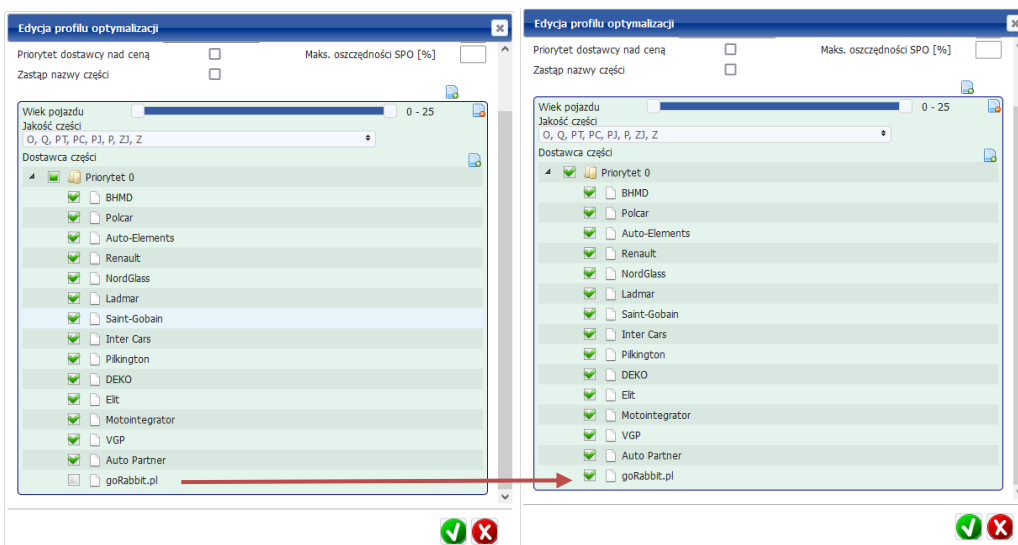 Edycja profilu optymalizacji
Priorytet dostawcy nad ceną
Maks. oszczędności SPO [%]
Zastąp nazwy części
Wiek pojazdu
0 - 25
Jakość części
O, Q, PT, PC, PJ, P, ZJ, Z
Dostawca części
Priorytet 0
BHMD
Polcar
Auto-Elements
Renault
NordGlass
Ladmar
Saint-Gobain
Inter Cars
Pilkington
DEKO
Elit
Motointegrator
VGP
Auto Partner
goRabbit.pl
Edycja profilu optymalizacji
Priorytet dostawcy nad ceną
Maks. oszczędności SPO [%]
Zastąp nazwy części
Wiek pojazdu
0 - 25
Jakość części
O, Q, PT, PC, PJ, P, ZJ, Z
Dostawca części
Priorytet 0
BHMD
Polcar
Auto-Elements
Renault
NordGlass
Ladmar
Saint-Gobain
Inter Cars
Pilkington
DEKO
Elit
Motointegrator
VGP
Auto Partner
goRabbit.pl